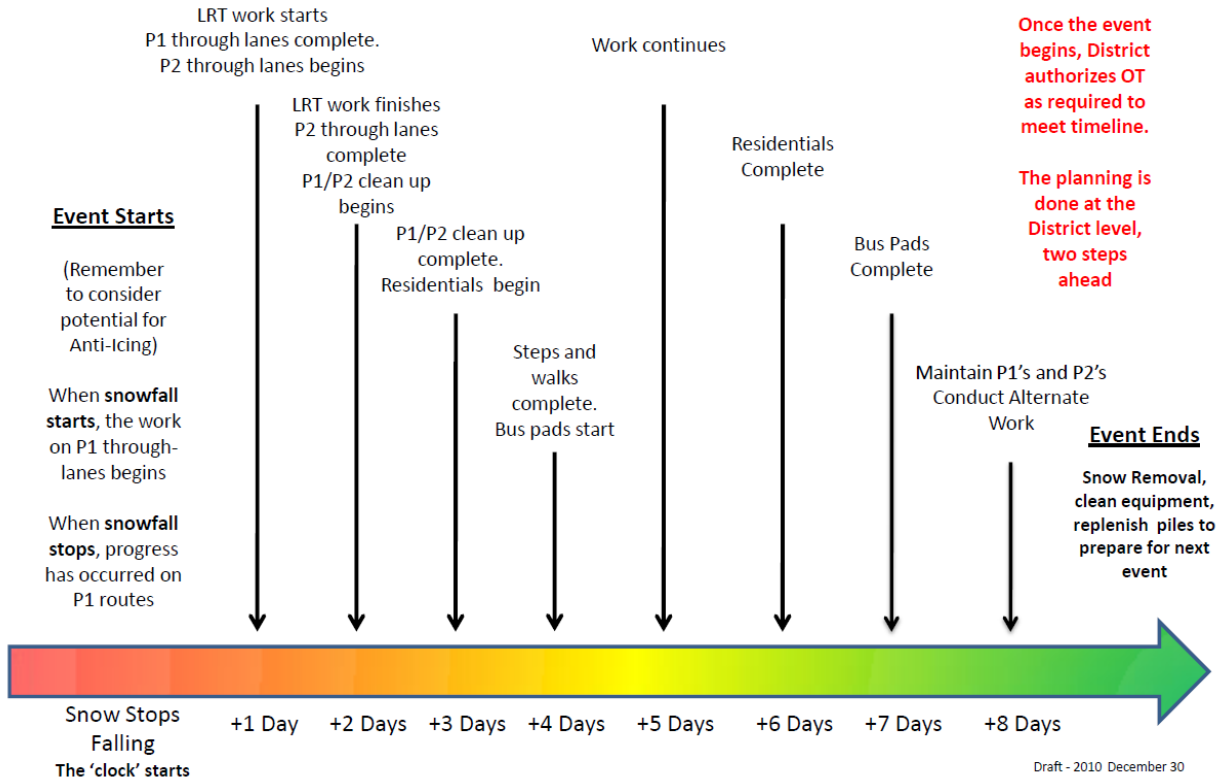 LRT work starts
P1 through lanes complete.
P2 through lanes begins
LRT work finishes
P2 through lanes
complete
P1/P2 clean up
begins
P1/P2 clean up
complete.
Residentials begin
Steps and
walks
complete.
Bus pads start
Work continues
Residentials
Complete
Bus Pads
Complete
Maintain P1's and P2's
Conduct Alternate
Work
Once the event
begins, District
authorizes OT
as required to
meet timeline.
The planning is
done at the
District level,
two steps
ahead
Event Starts
(Remember
to consider
potential for
Anti-Icing)
When snowfall
starts, the work
on P1 through-
lanes begins
When snowfall
stops, progress
has occurred on
P1 routes
Event Ends
Snow Removal,
clean equipment,
replenish piles to
prepare for next
event
Snow Stops
Falling
The 'clock' starts
+1 Day
+2 Days
+3 Days
+4 Days
+5 Days
+6 Days
+7 Days
+8 Days
Draft - 2010 December 30